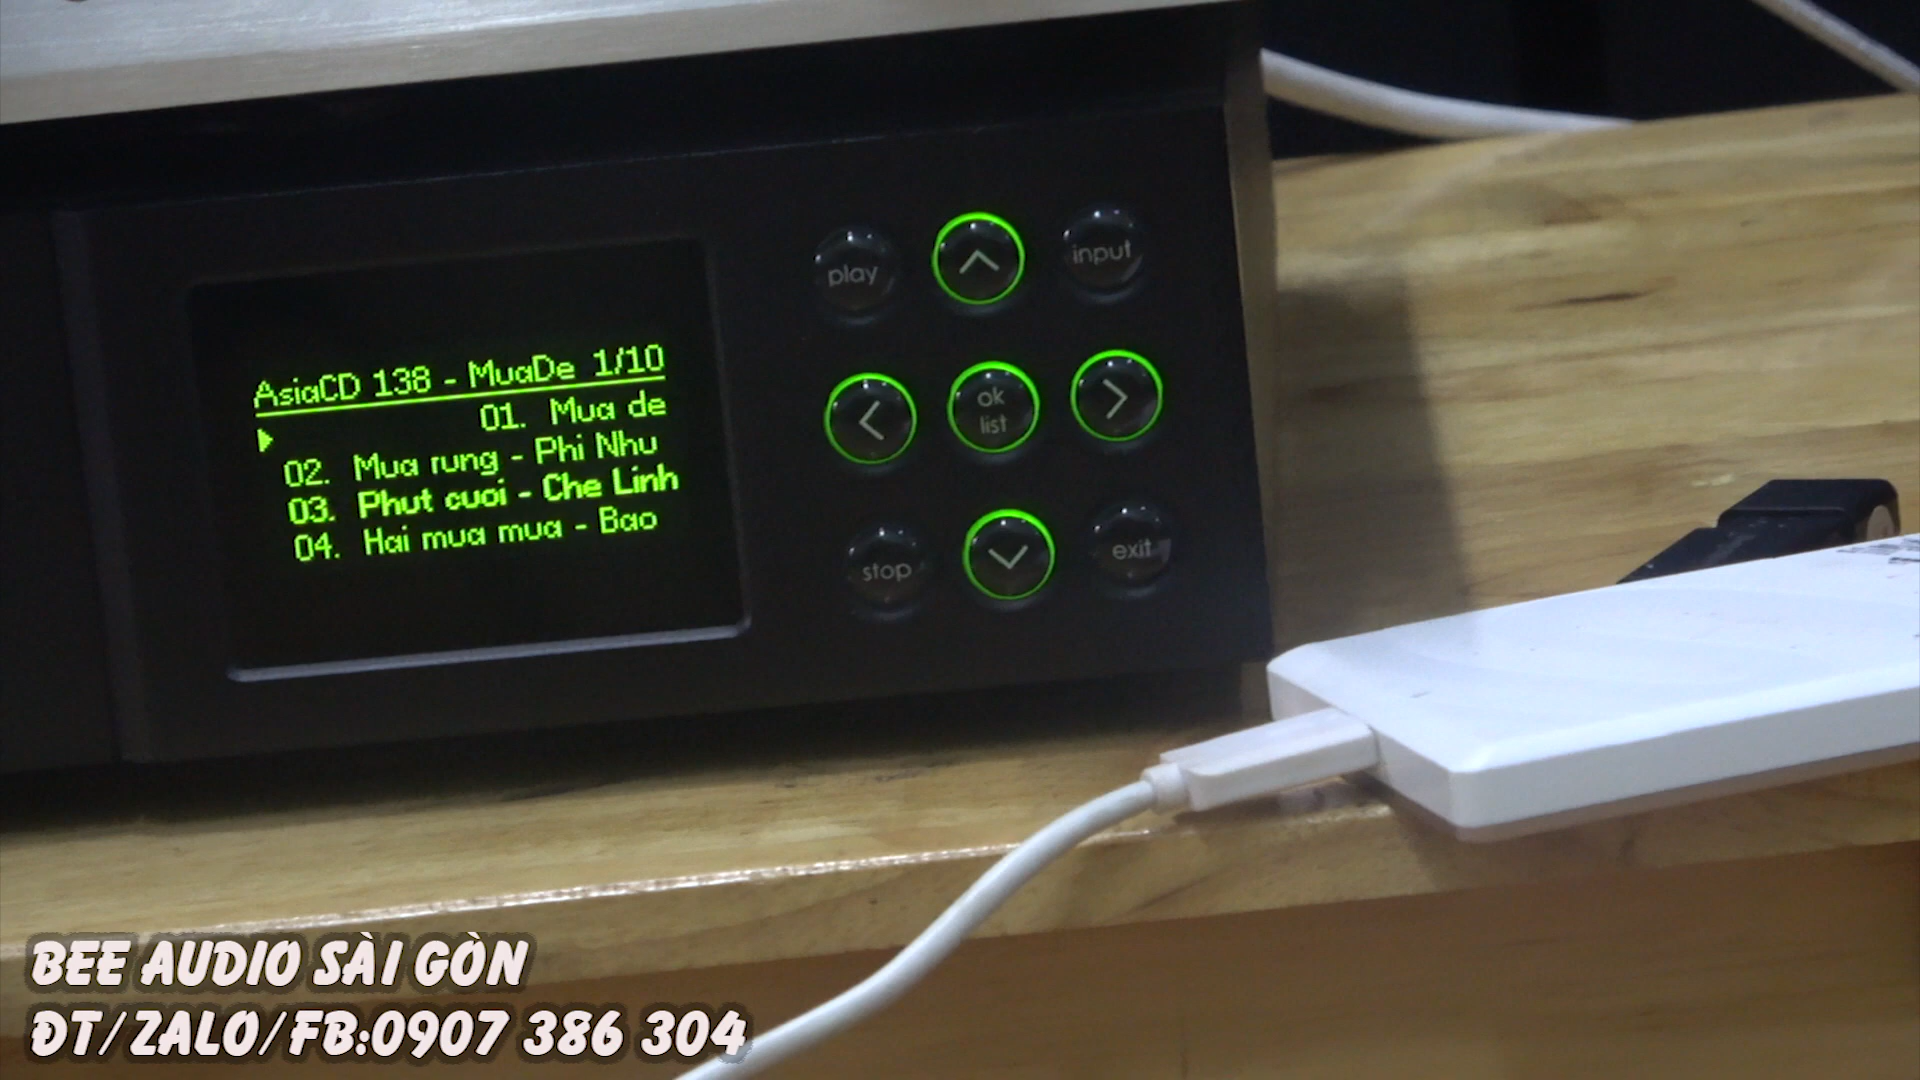 AsiaCD 138 - MuaDe 1/10
01. Mua de
02. Mua rung - Phi Nhu
03. Phut cuoi - Che Linh
04. Hai mua mua - Bao
play
input
ok
list
stop
exit
BEE AUDIO SÀI GÒN
ĐT/ZALO/FB:0907 386 304